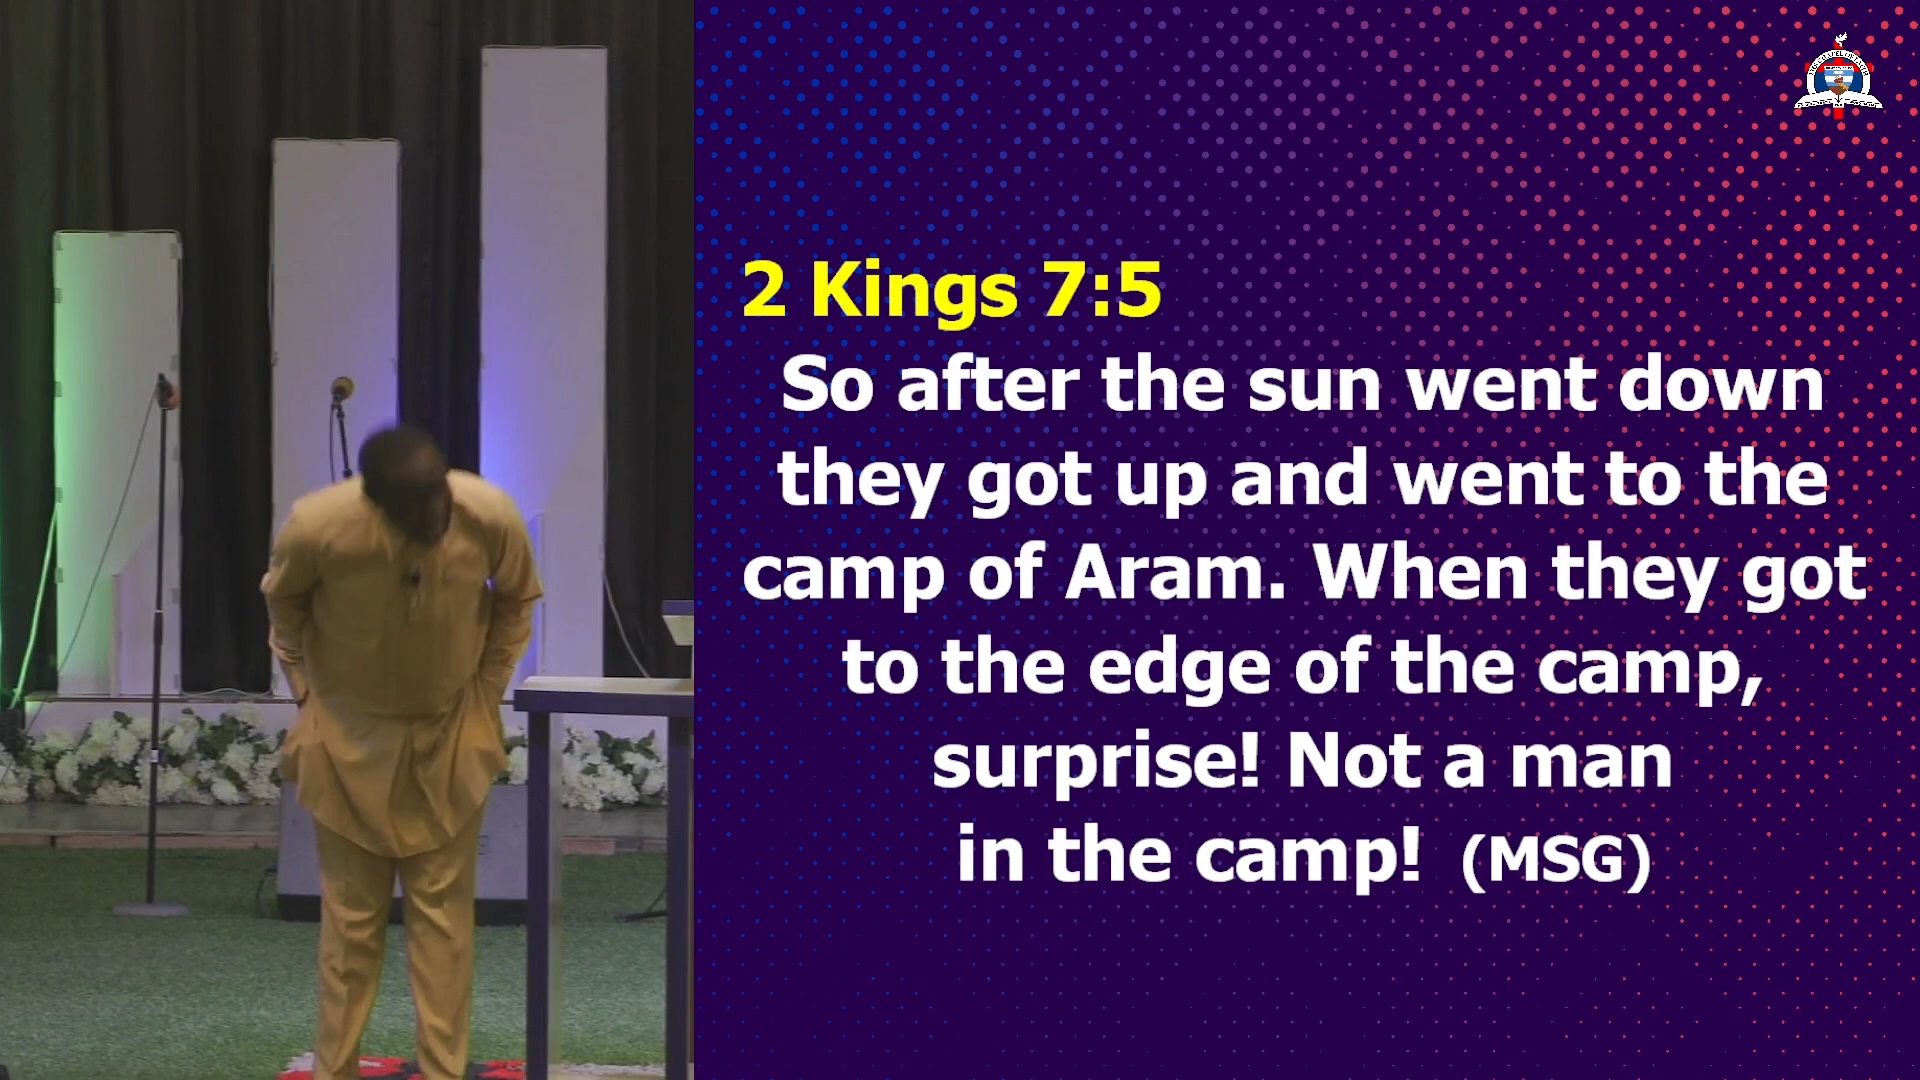 2 Kings 7:5
So after the sun went down
they got up and went to the
camp of Aram. When they got
to the edge of the camp,
surprise! Not a man
in the camp! (MSG)